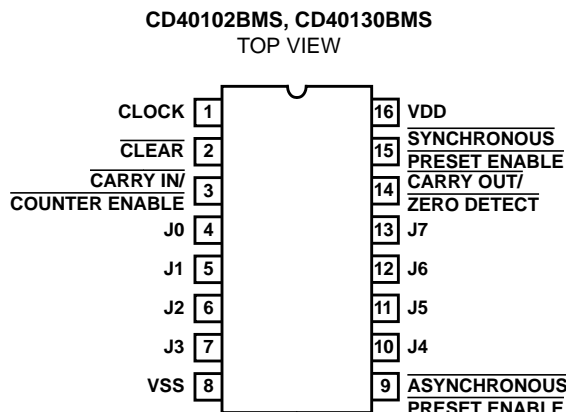 CD40102BMS, CD40130BMS
TOP VIEW
CLOCK 1
CLEAR 2
CARRY IN/
COUNTER ENABLE 3
J0 4
J1 5
J2 6
J3 7
VSS 8
16 VDD
15 SYNCHRONOUS
PRESET ENABLE
14 CARRY OUT/
ZERO DETECT
13 J7
12 J6
11 J5
10 J4
9 ASYNCHRONOUS
PRESET ENABLE